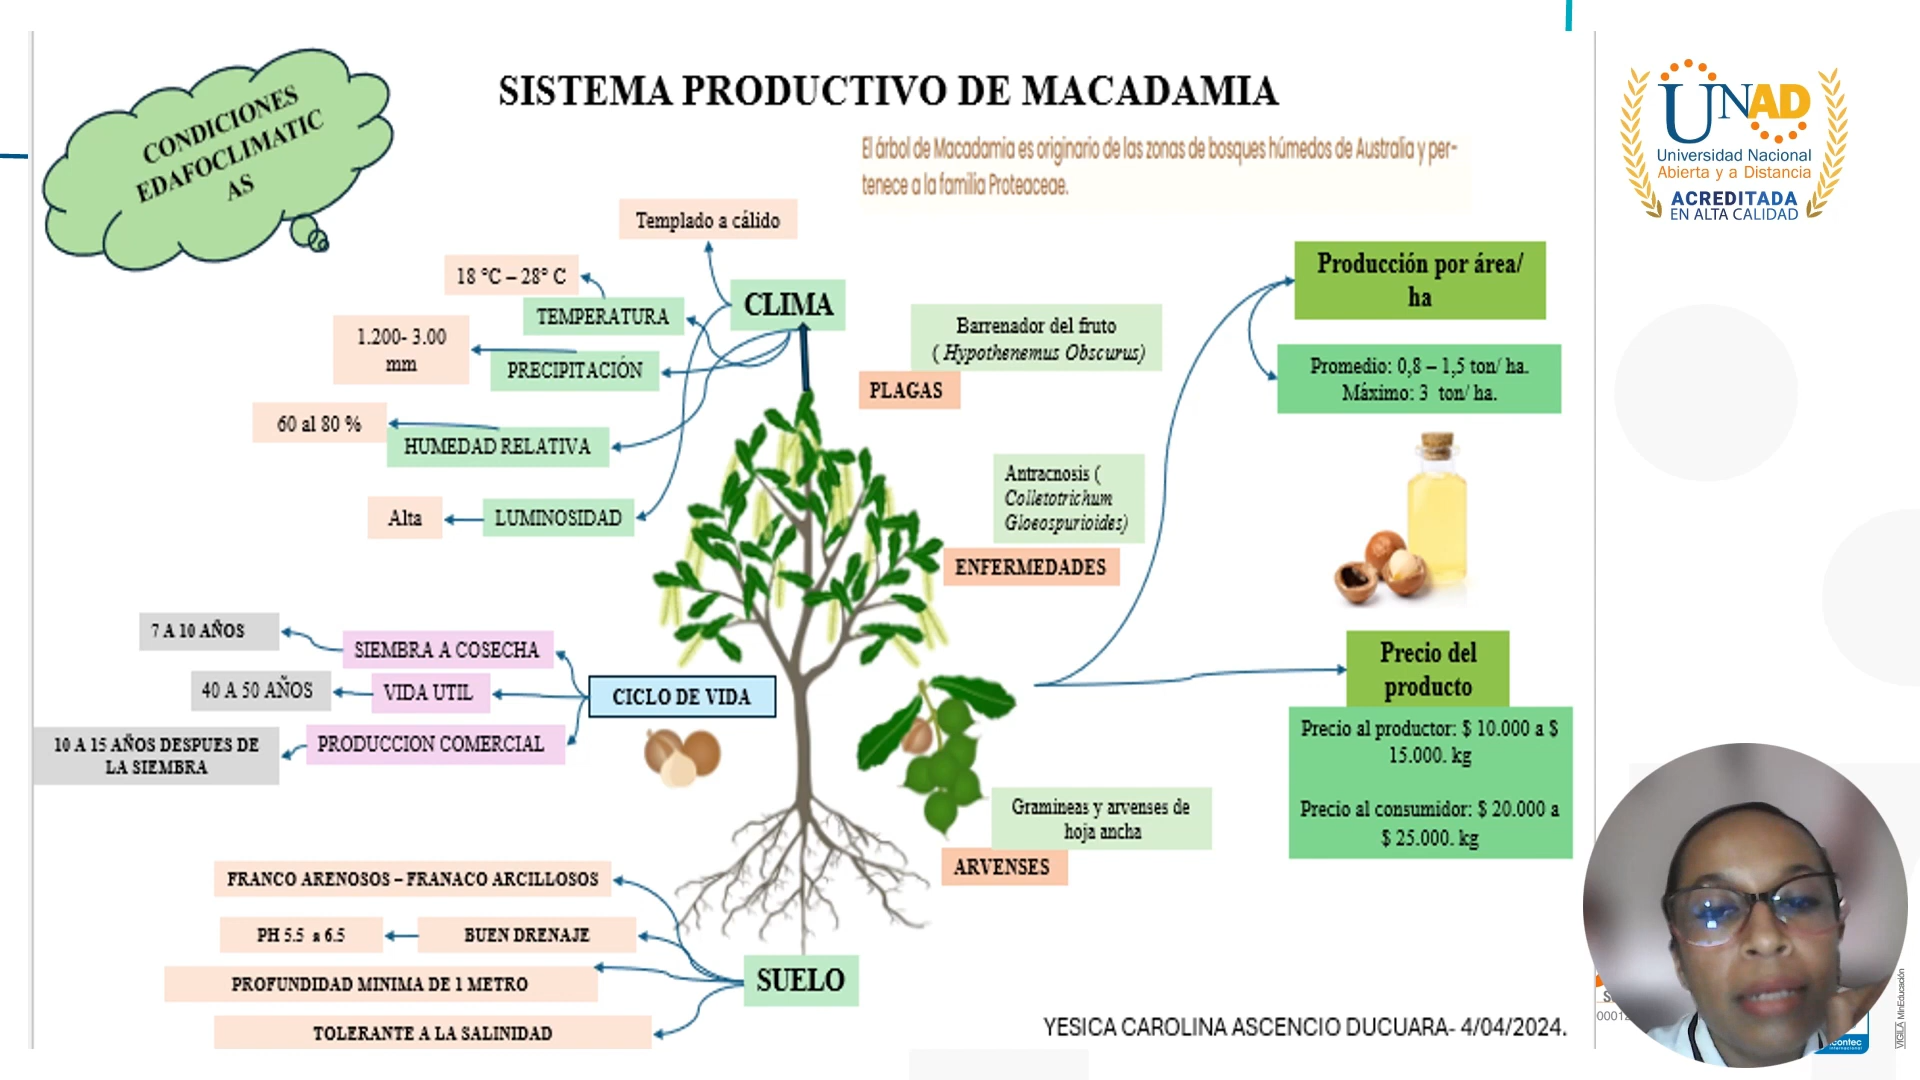 CONDICIONES
EDAFOCLIMATIC
AS
SISTEMA PRODUCTIVO DE MACADAMIA
El árbol de Macadamia es originario de las zonas de bosques húmedos de Australia y per-
tenece a la familia Proteaceae.
UNAD
Universidad Nacional
Abierta y a Distancia
ACREDITADA
EN ALTA CALIDAD
Templado a cálido
18 °C – 28° C
CLIMA
TEMPERATURA
1.200- 3.00
mm
PRECIPITACIÓN
60 al 80 %
HUMEDAD RELATIVA
Alta
LUMINOSIDAD
Barrenador del fruto
( Hypothenemus Obscurus)
PLAGAS
Antracnosis (
Colletotrichum
Gloeospurioides)
ENFERMEDADES
Producción por área/
ha
Promedio: 0,8 – 1,5 ton/ ha.
Máximo: 3 ton/ ha.
7 A 10 AÑOS
SIEMBRA A COSECHA
40 A 50 AÑOS
VIDA UTIL
CICLO DE VIDA
10 A 15 AÑOS DESPUES DE
LA SIEMBRA
PRODUCCION COMERCIAL
Precio del
producto
Precio al productor: $ 10.000 a $
15.000. kg
Precio al consumidor: $ 20.000 a
$ 25.000. kg
Gramineas y arvenses de
hoja ancha
ARVENSES
FRANCO ARENOSOS – FRANACO ARCILLOSOS
PH 5.5 a 6.5
BUEN DRENAJE
PROFUNDIDAD MINIMA DE 1 METRO
SUELO
TOLERANTE A LA SALINIDAD
YESICA CAROLINA ASCENCIO DUCUARA- 4/04/2024.
VIGILA MinEducación